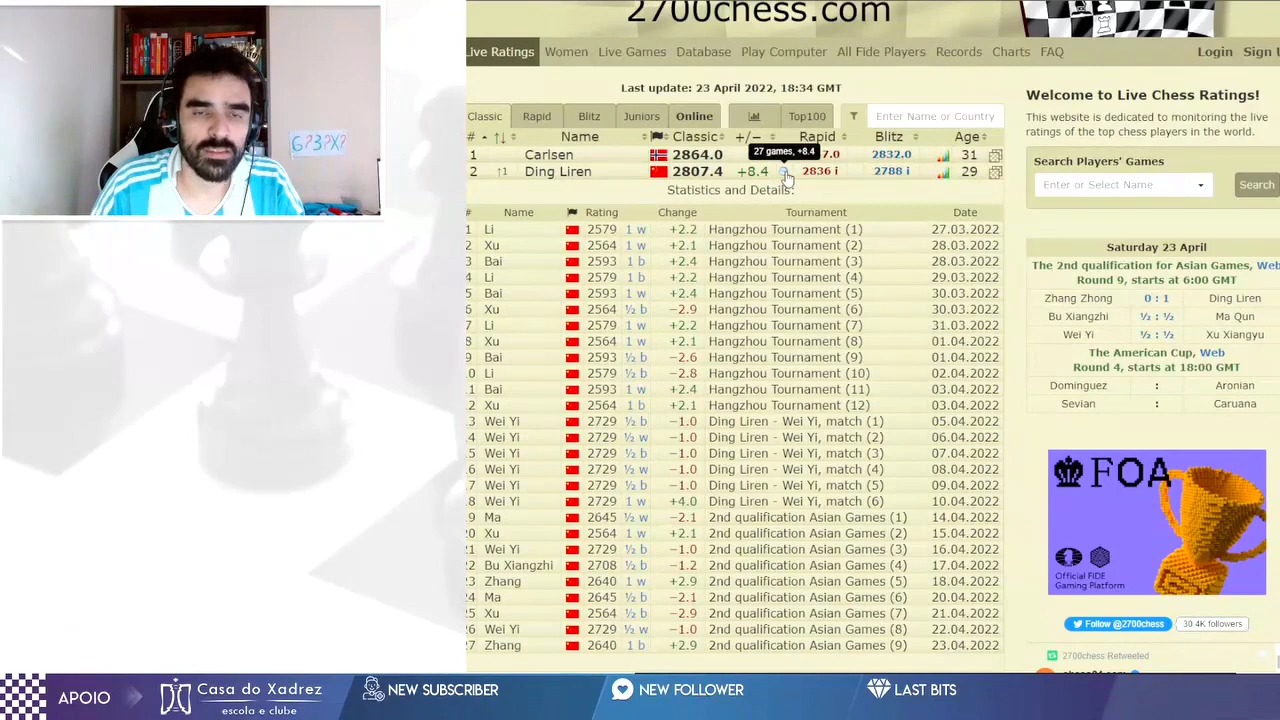 2700chess.com
Live Ratings Women Live Games Database Play Computer All Fide Players Records Charts FAQ Login Sign
Last update: 23 April 2022, 18:34 GMT
Classic Rapid Blitz Juniors Online Top100 Enter Name or Country
# Name Classic +/− Rapid Blitz Age
27 games, +8.4
1 Carlsen 2864.0 2832.0 31
2 ↑1 Ding Liren 2807.4 +8.4 2836 i 2788 i 29
Statistics and Details:
# Name Rating Change Tournament Date
1 Li 2579 1 w +2.2 Hangzhou Tournament (1) 27.03.2022
2 Xu 2564 1 w +2.1 Hangzhou Tournament (2) 28.03.2022
3 Bai 2593 1 b +2.4 Hangzhou Tournament (3) 28.03.2022
4 Li 2579 1 b +2.2 Hangzhou Tournament (4) 29.03.2022
5 Bai 2593 1 w +2.4 Hangzhou Tournament (5) 30.03.2022
6 Xu 2564 ½ b −2.9 Hangzhou Tournament (6) 30.03.2022
7 Li 2579 1 w +2.2 Hangzhou Tournament (7) 31.03.2022
8 Xu 2564 1 w +2.1 Hangzhou Tournament (8) 01.04.2022
9 Bai 2593 ½ b −2.6 Hangzhou Tournament (9) 01.04.2022
10 Li 2579 ½ b −2.8 Hangzhou Tournament (10) 02.04.2022
11 Bai 2593 1 w +2.4 Hangzhou Tournament (11) 03.04.2022
12 Xu 2564 1 b +2.1 Hangzhou Tournament (12) 03.04.2022
13 Wei Yi 2729 ½ b −1.0 Ding Liren - Wei Yi, match (1) 05.04.2022
14 Wei Yi 2729 ½ w −1.0 Ding Liren - Wei Yi, match (2) 06.04.2022
15 Wei Yi 2729 ½ b −1.0 Ding Liren - Wei Yi, match (3) 07.04.2022
16 Wei Yi 2729 ½ w −1.0 Ding Liren - Wei Yi, match (4) 08.04.2022
17 Wei Yi 2729 ½ b −1.0 Ding Liren - Wei Yi, match (5) 09.04.2022
18 Wei Yi 2729 1 w +4.0 Ding Liren - Wei Yi, match (6) 10.04.2022
19 Ma 2645 ½ w −2.1 2nd qualification Asian Games (1) 14.04.2022
20 Xu 2564 1 w +2.1 2nd qualification Asian Games (2) 15.04.2022
21 Wei Yi 2729 ½ b −1.0 2nd qualification Asian Games (3) 16.04.2022
22 Bu Xiangzhi 2708 ½ b −1.2 2nd qualification Asian Games (4) 17.04.2022
23 Zhang 2640 1 w +2.9 2nd qualification Asian Games (5) 18.04.2022
24 Ma 2645 ½ b −2.1 2nd qualification Asian Games (6) 20.04.2022
25 Xu 2564 ½ b −2.9 2nd qualification Asian Games (7) 21.04.2022
26 Wei Yi 2729 ½ w −1.0 2nd qualification Asian Games (8) 22.04.2022
27 Zhang 2640 1 b +2.9 2nd qualification Asian Games (9) 23.04.2022
Welcome to Live Chess Ratings!
This website is dedicated to monitoring the live
ratings of the top chess players in the world.
Search Players' Games
Enter or Select Name Search
Saturday 23 April
The 2nd qualification for Asian Games, Web
Round 9, starts at 6:00 GMT
Zhang Zhong 0 : 1 Ding Liren
Bu Xiangzhi ½ : ½ Ma Qun
Wei Yi ½ : ½ Xu Xiangyu
The American Cup, Web
Round 4, starts at 18:00 GMT
Dominguez : Aronian
Sevian : Caruana
FOA
Official FIDE
Gaming Platform
Follow @2700chess 30.4K followers
2700chess Retweeted
6?3?X?
APOIO Casa do Xadrez
escola e clube
NEW SUBSCRIBER NEW FOLLOWER LAST BITS